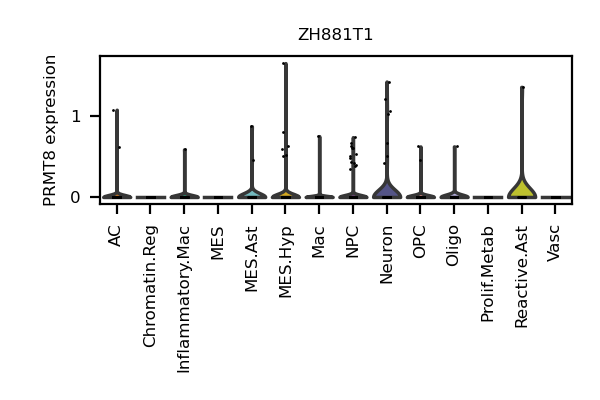 ZH881T1
PRMT8 expression
1
0
AC
Chromatin.Reg
Inflammatory.Mac
MES
MES.Ast
MES.Hyp
Mac
NPC
Neuron
OPC
Oligo
Prolif.Metab
Reactive.Ast
Vasc